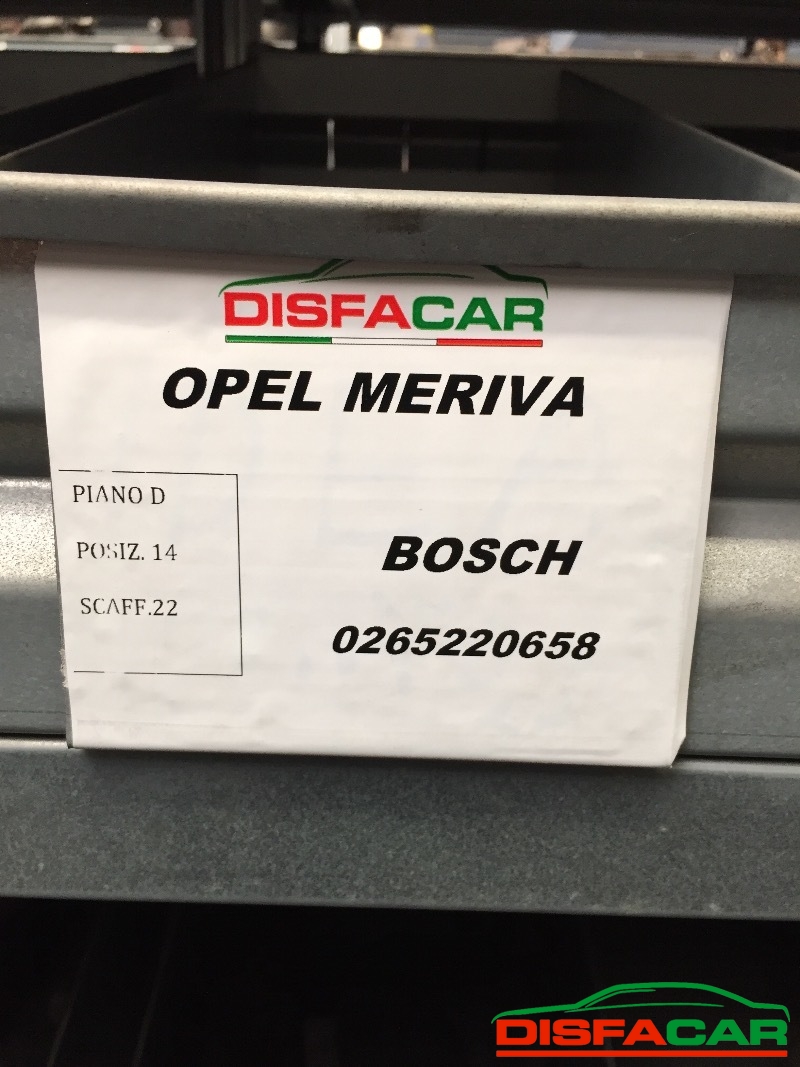 DISFACAR
OPEL MERIVA
PIANO D
POSIZ. 14
SCAFF.22
BOSCH
0265220658
DISFACAR